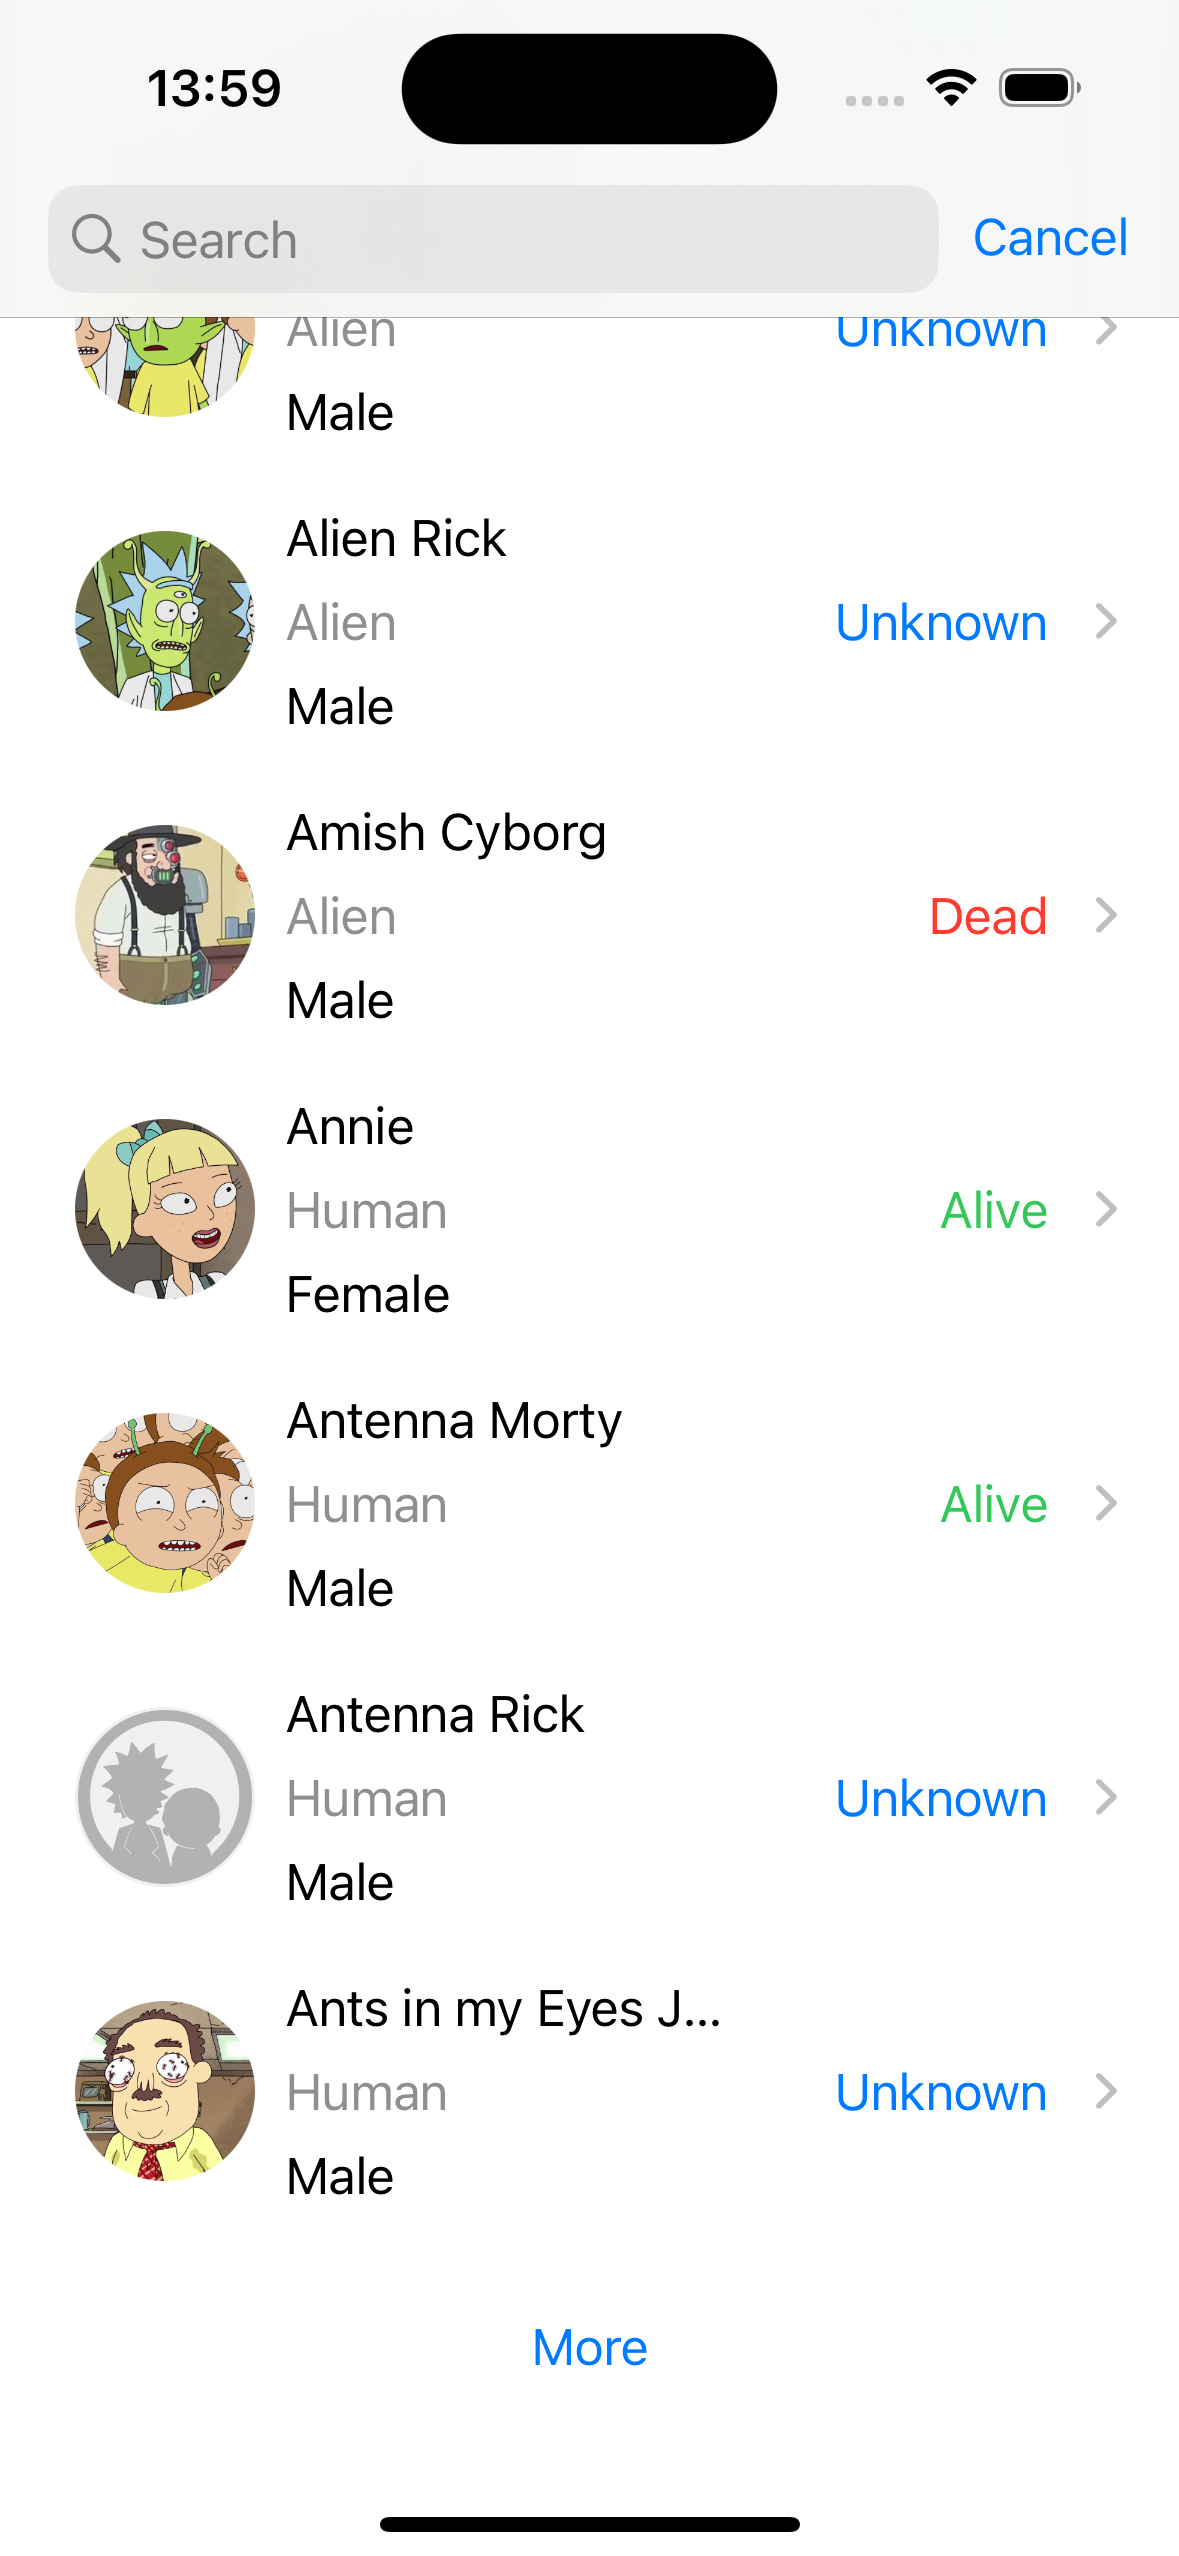 13:59
Search
Cancel
Alien
Unknown
Male
Alien Rick
Alien
Unknown
Male
Amish Cyborg
Alien
Dead
Male
Annie
Human
Alive
Female
Antenna Morty
Human
Alive
Male
Antenna Rick
Human
Unknown
Male
Ants in my Eyes J...
Human
Unknown
Male
More